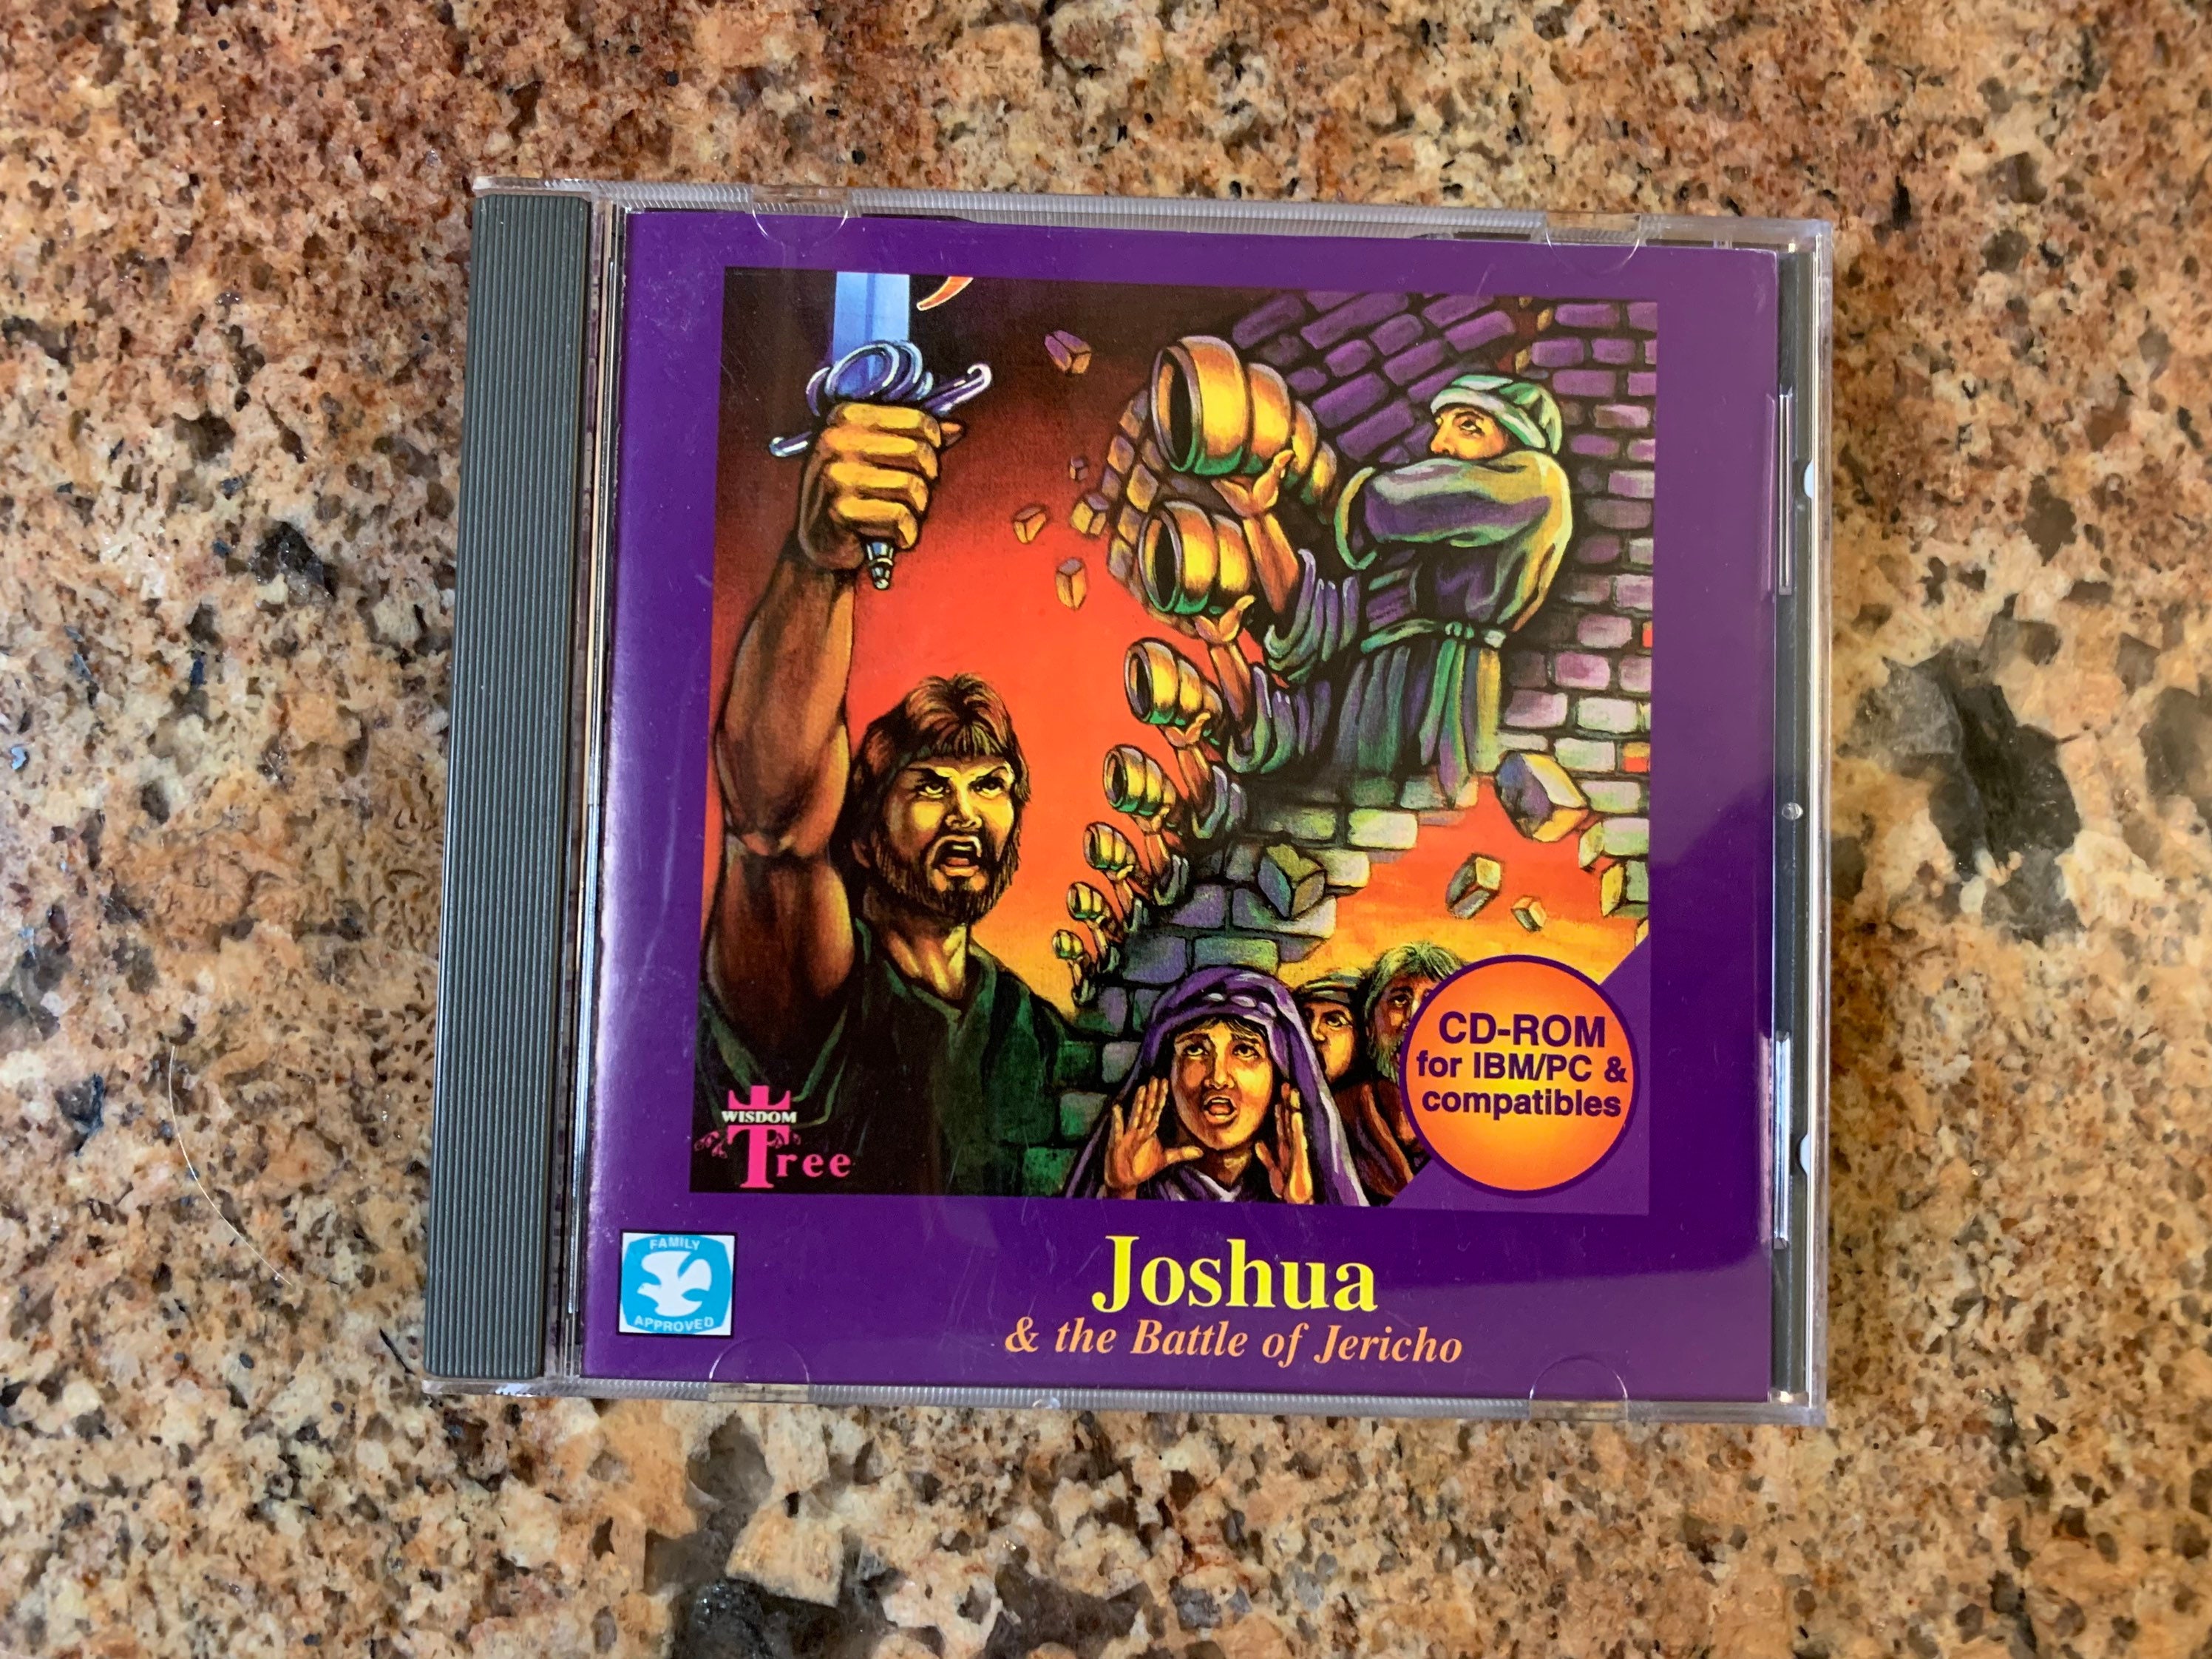 CD-ROM
for IBM/PC &
compatibles
WISDOM
Tree
FAMILY
APPROVED
Joshua
& the Battle of Jericho